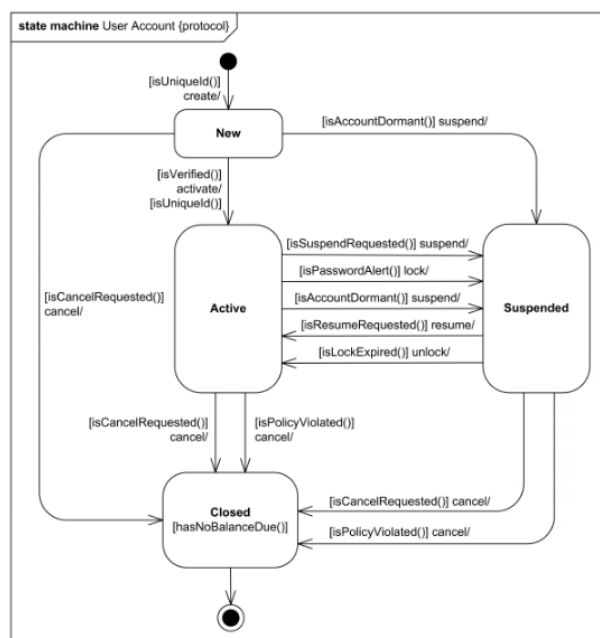 state machine User Account {protocol}
[isUniqueId()]
create/
New
[isAccountDormant()] suspend/
[isVerified()]
activate/
[isUniqueId()]
[isSuspendRequested()] suspend/
[isPasswordAlert()] lock/
[isCancelRequested()]
cancel/
[isAccountDormant()] suspend/
Active
Suspended
[isResumeRequested()] resume/
[isLockExpired()] unlock/
[isCancelRequested()]
cancel/
[isPolicyViolated()]
cancel/
Closed
[hasNoBalanceDue()]
[isCancelRequested()] cancel/
[isPolicyViolated()] cancel/